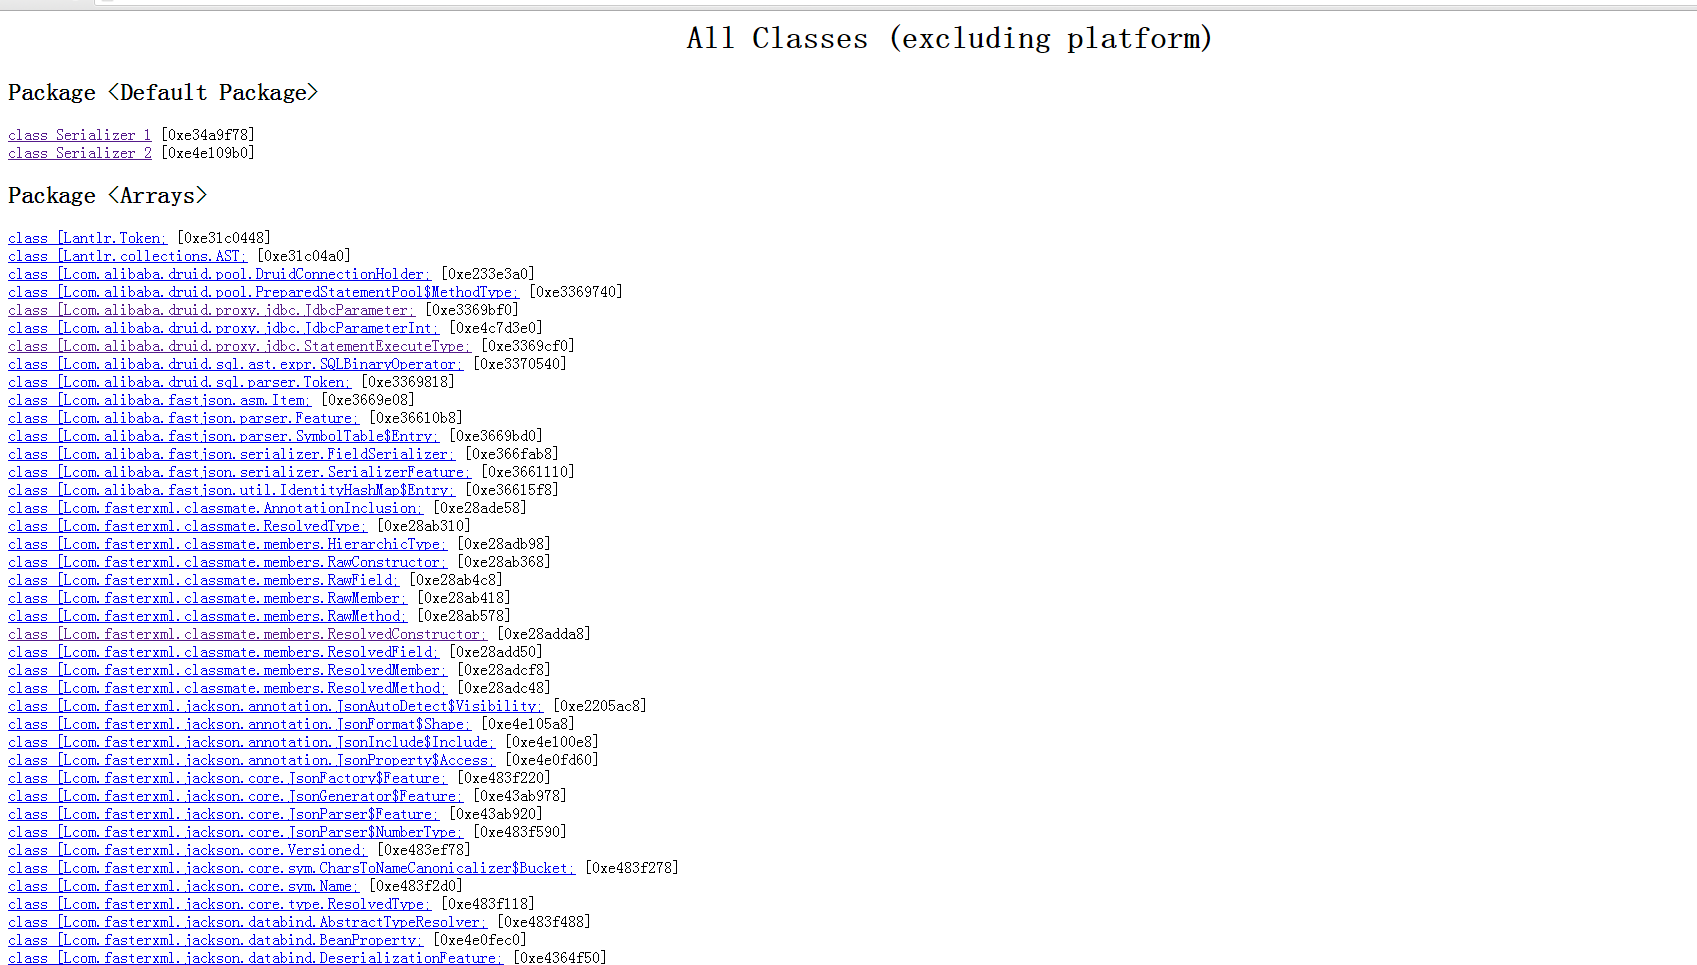 All Classes (excluding platform)
Package <Default Package>
class Serializer_1 [0xe34a9f78]
class Serializer_2 [0xe4e109b0]
Package <Arrays>
class [Lantlr.Token; [0xe31c0448]
class [Lantlr.collections.AST; [0xe31c04a0]
class [Lcom.alibaba.druid.pool.DruidConnectionHolder; [0xe233e3a0]
class [Lcom.alibaba.druid.pool.PreparedStatementPool$MethodType; [0xe3369740]
class [Lcom.alibaba.druid.proxy.jdbc.JdbcParameter; [0xe3369bf0]
class [Lcom.alibaba.druid.proxy.jdbc.JdbcParameterInt; [0xe4c7d3e0]
class [Lcom.alibaba.druid.proxy.jdbc.StatementExecuteType; [0xe3369cf0]
class [Lcom.alibaba.druid.sql.ast.expr.SQLBinaryOperator; [0xe3370540]
class [Lcom.alibaba.druid.sql.parser.Token; [0xe3369818]
class [Lcom.alibaba.fastjson.asm.Item; [0xe3669e08]
class [Lcom.alibaba.fastjson.parser.Feature; [0xe36610b8]
class [Lcom.alibaba.fastjson.parser.SymbolTable$Entry; [0xe3669bd0]
class [Lcom.alibaba.fastjson.serializer.FieldSerializer; [0xe366fab8]
class [Lcom.alibaba.fastjson.serializer.SerializerFeature; [0xe3661110]
class [Lcom.alibaba.fastjson.util.IdentityHashMap$Entry; [0xe36615f8]
class [Lcom.fasterxml.classmate.AnnotationInclusion; [0xe28ade58]
class [Lcom.fasterxml.classmate.ResolvedType; [0xe28ab310]
class [Lcom.fasterxml.classmate.members.HierarchicType; [0xe28adb98]
class [Lcom.fasterxml.classmate.members.RawConstructor; [0xe28ab368]
class [Lcom.fasterxml.classmate.members.RawField; [0xe28ab4c8]
class [Lcom.fasterxml.classmate.members.RawMember; [0xe28ab418]
class [Lcom.fasterxml.classmate.members.RawMethod; [0xe28ab578]
class [Lcom.fasterxml.classmate.members.ResolvedConstructor; [0xe28adda8]
class [Lcom.fasterxml.classmate.members.ResolvedField; [0xe28add50]
class [Lcom.fasterxml.classmate.members.ResolvedMember; [0xe28adcf8]
class [Lcom.fasterxml.classmate.members.ResolvedMethod; [0xe28adc48]
class [Lcom.fasterxml.jackson.annotation.JsonAutoDetect$Visibility; [0xe2205ac8]
class [Lcom.fasterxml.jackson.annotation.JsonFormat$Shape; [0xe4e105a8]
class [Lcom.fasterxml.jackson.annotation.JsonInclude$Include; [0xe4e100e8]
class [Lcom.fasterxml.jackson.annotation.JsonProperty$Access; [0xe4e0fd60]
class [Lcom.fasterxml.jackson.core.JsonFactory$Feature; [0xe483f220]
class [Lcom.fasterxml.jackson.core.JsonGenerator$Feature; [0xe43ab978]
class [Lcom.fasterxml.jackson.core.JsonParser$Feature; [0xe43ab920]
class [Lcom.fasterxml.jackson.core.JsonParser$NumberType; [0xe483f590]
class [Lcom.fasterxml.jackson.core.Versioned; [0xe483ef78]
class [Lcom.fasterxml.jackson.core.sym.CharsToNameCanonicalizer$Bucket; [0xe483f278]
class [Lcom.fasterxml.jackson.core.sym.Name; [0xe483f2d0]
class [Lcom.fasterxml.jackson.core.type.ResolvedType; [0xe483f118]
class [Lcom.fasterxml.jackson.databind.AbstractTypeResolver; [0xe483f488]
class [Lcom.fasterxml.jackson.databind.BeanProperty; [0xe4e0fec0]
class [Lcom.fasterxml.jackson.databind.DeserializationFeature; [0xe4364f50]